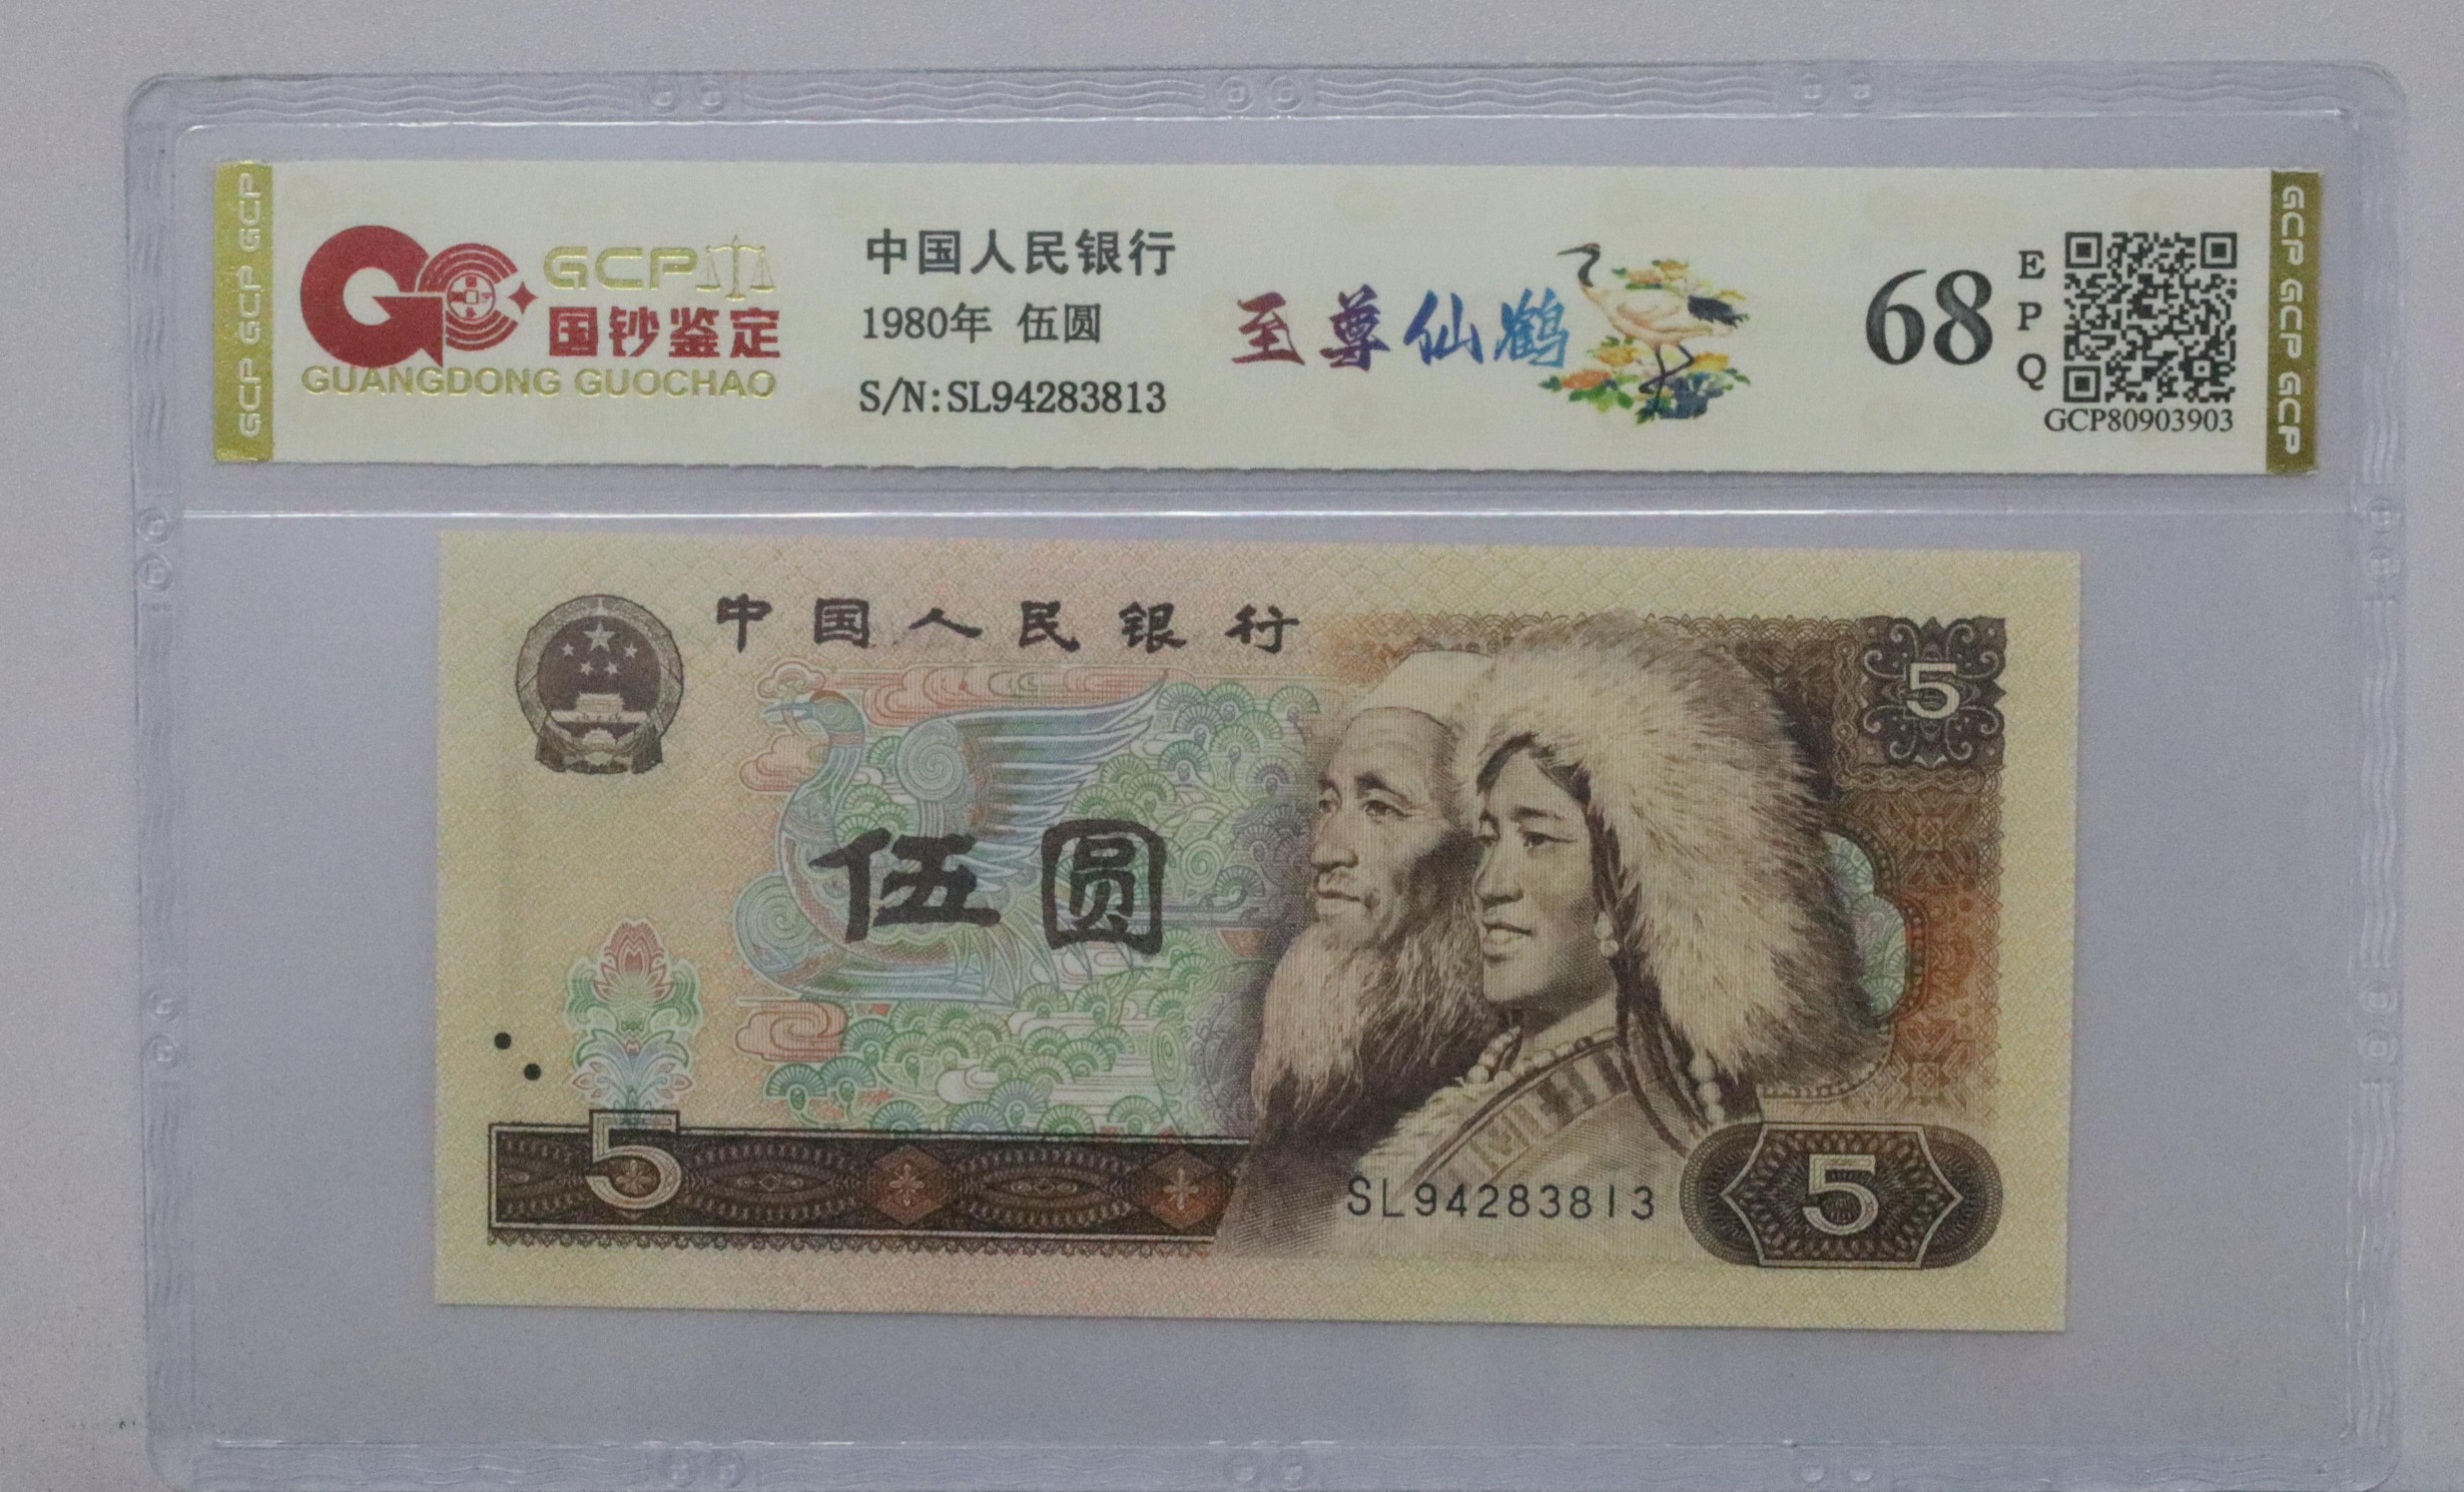 GCP GCP GCP
GCP
国钞鉴定
GUANGDONG GUOCHAO
中国人民银行
1980年 伍圆
S/N:SL94283813
至尊仙鹤
68
E
P
Q
GCP80903903
GCP GCP GCP
中国人民银行
5
伍圆
5
SL94283813
5